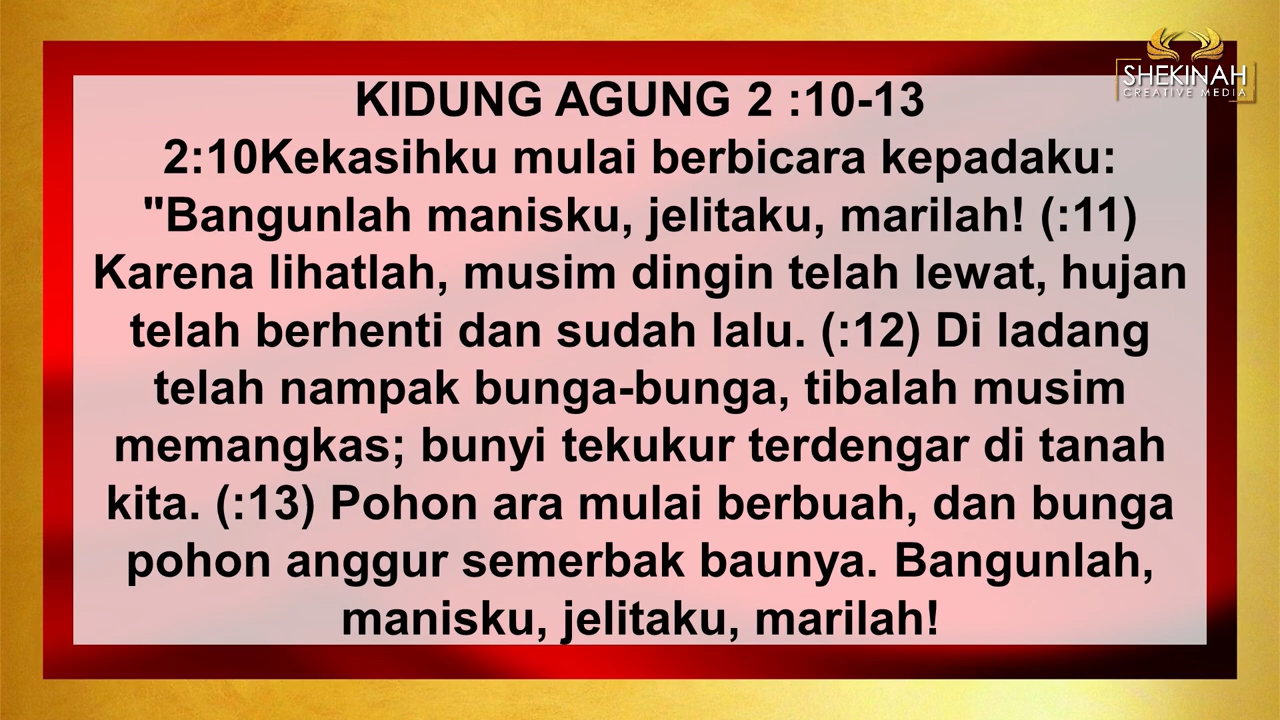 SHEKINAH
CREATIVE MEDIA
KIDUNG AGUNG 2 :10-13
2:10Kekasihku mulai berbicara kepadaku:
"Bangunlah manisku, jelitaku, marilah! (:11)
Karena lihatlah, musim dingin telah lewat, hujan
telah berhenti dan sudah lalu. (:12) Di ladang
telah nampak bunga-bunga, tibalah musim
memangkas; bunyi tekukur terdengar di tanah
kita. (:13) Pohon ara mulai berbuah, dan bunga
pohon anggur semerbak baunya. Bangunlah,
manisku, jelitaku, marilah!